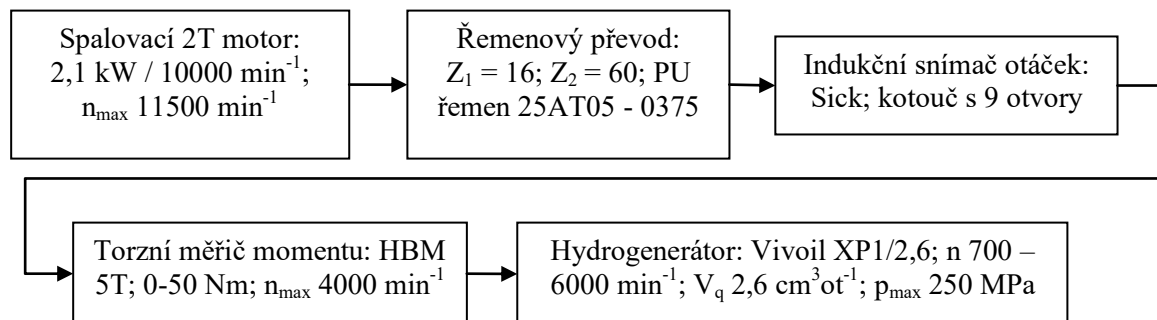 Spalovací 2T motor:
2,1 kW / 10000 min⁻¹;
nₘₐₓ 11500 min⁻¹
Řemenový převod:
Z₁ = 16; Z₂ = 60; PU
řemen 25AT05 - 0375
Indukční snímač otáček:
Sick; kotouč s 9 otvory
Torzní měřič momentu: HBM
5T; 0-50 Nm; nₘₐₓ 4000 min⁻¹
Hydrogenerátor: Vivoil XP1/2,6; n 700 –
6000 min⁻¹; V_q 2,6 cm³ot⁻¹; pₘₐₓ 250 MPa